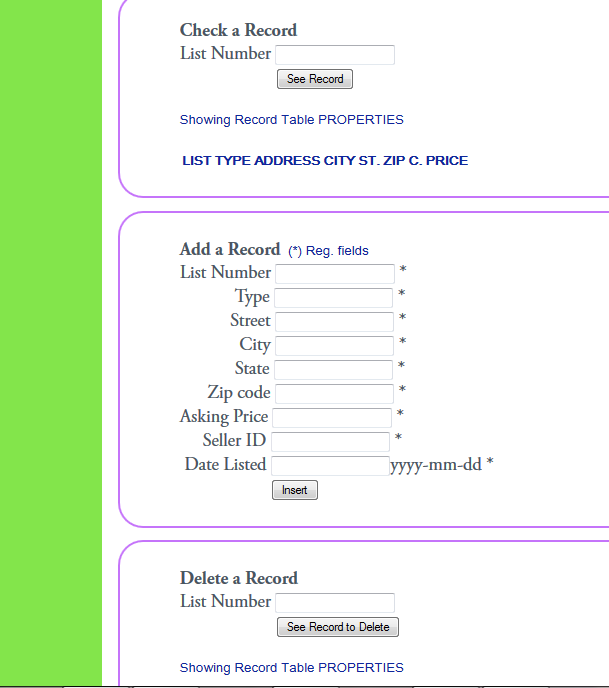 Check a Record
List Number
See Record
Showing Record Table PROPERTIES
LIST TYPE ADDRESS CITY ST. ZIP C. PRICE
Add a Record (*) Reg. fields
List Number *
Type *
Street *
City *
State *
Zip code *
Asking Price *
Seller ID *
Date Listed yyyy-mm-dd *
Insert
Delete a Record
List Number
See Record to Delete
Showing Record Table PROPERTIES